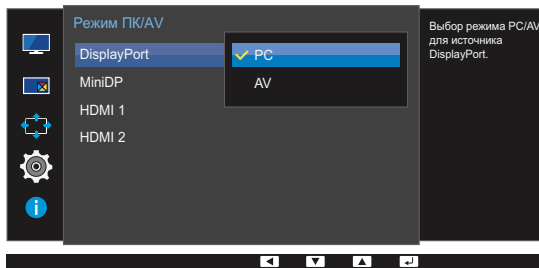 Режим ПК/AV
DisplayPort
PC
MiniDP
AV
HDMI 1
HDMI 2
Выбор режима PC/AV
для источника
DisplayPort.